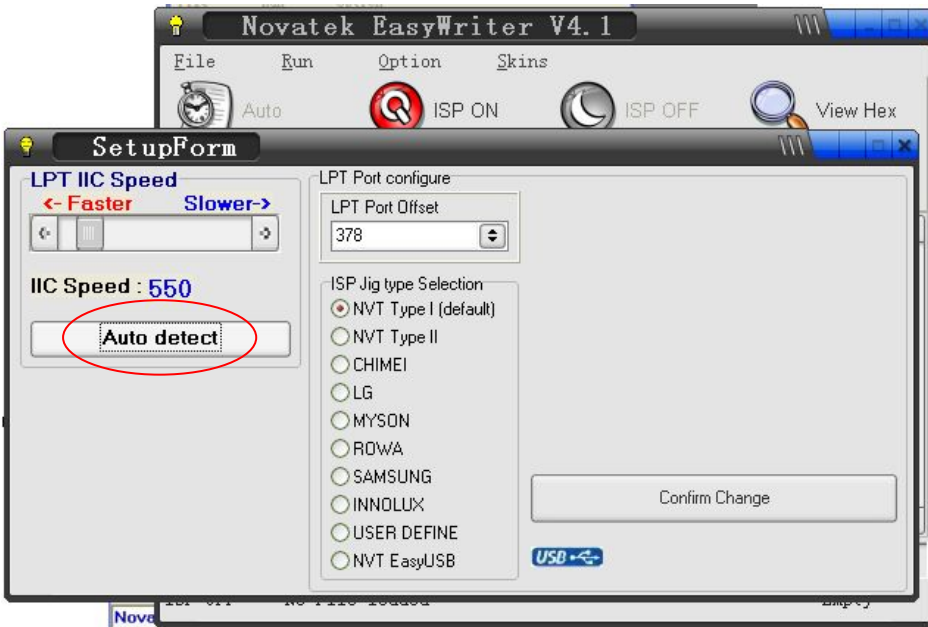 Novatek EasyWriter V4.1
File Run Option Skins
Auto ISP ON ISP OFF View Hex
SetupForm
LPT IIC Speed
<- Faster Slower->
IIC Speed : 550
Auto detect
LPT Port configure
LPT Port Offset
378
ISP Jig type Selection
NVT Type I (default)
NVT Type II
CHIMEI
LG
MYSON
ROWA
SAMSUNG
INNOLUX
USER DEFINE
NVT EasyUSB
Confirm Change
USB
Nova